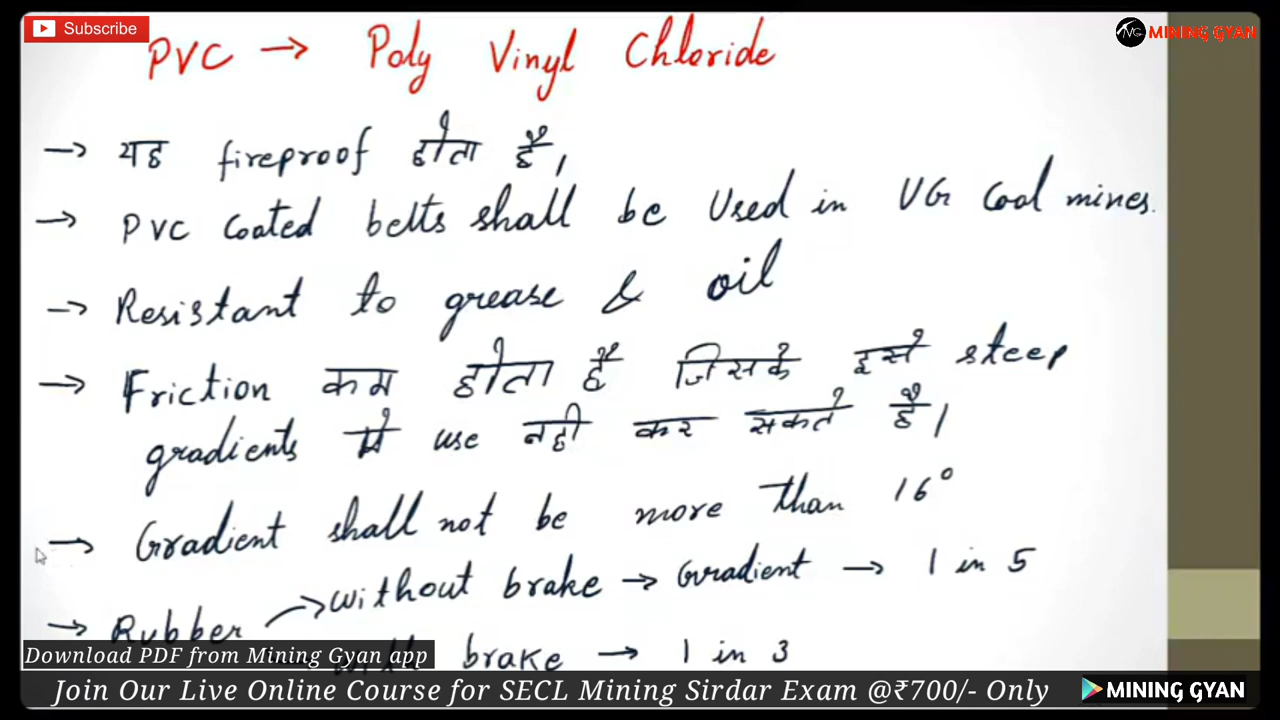 Subscribe
MINING GYAN
PVC → Poly Vinyl Chloride
→ यह fireproof होता है,
→ PVC Coated belts shall be Used in UG Coal mines.
→ Resistant to grease & oil
→ Friction कम होता है जिसके इसे steep
gradients में use नही कर सकते है।
→ Gradient shall not be more than 16°
→ Rubber → without brake → Gradient → 1 in 5
with brake → 1 in 3
Download PDF from Mining Gyan app
Join Our Live Online Course for SECL Mining Sirdar Exam @₹700/- Only
MINING GYAN